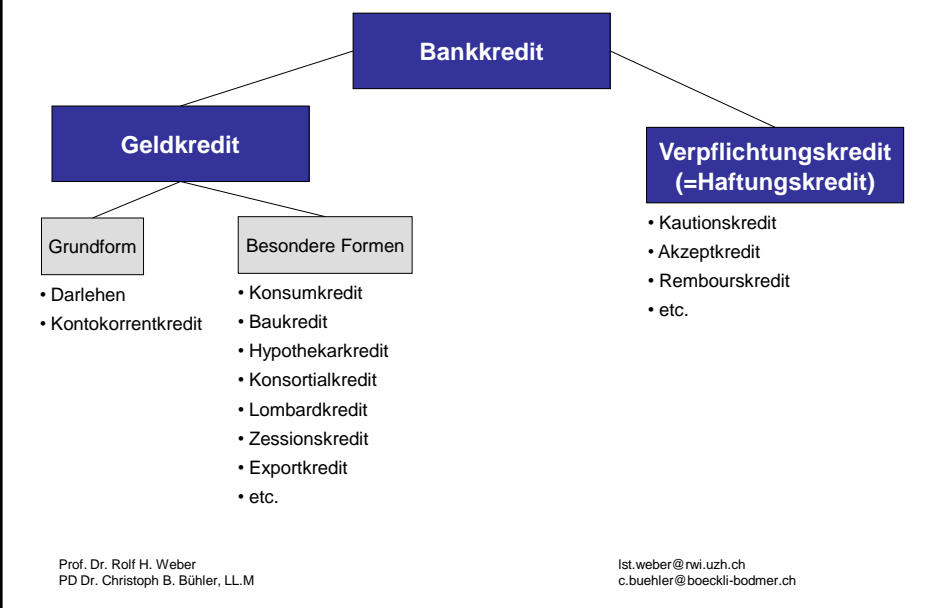 Bankkredit
Geldkredit
Verpflichtungskredit
(=Haftungskredit)
Grundform
• Darlehen
• Kontokorrentkredit
Besondere Formen
• Konsumkredit
• Baukredit
• Hypothekarkredit
• Konsortialkredit
• Lombardkredit
• Zessionskredit
• Exportkredit
• etc.
• Kautionskredit
• Akzeptkredit
• Rembourskredit
• etc.
Prof. Dr. Rolf H. Weber
PD Dr. Christoph B. Bühler, LL.M
lst.weber@rwi.uzh.ch
c.buehler@boeckli-bodmer.ch